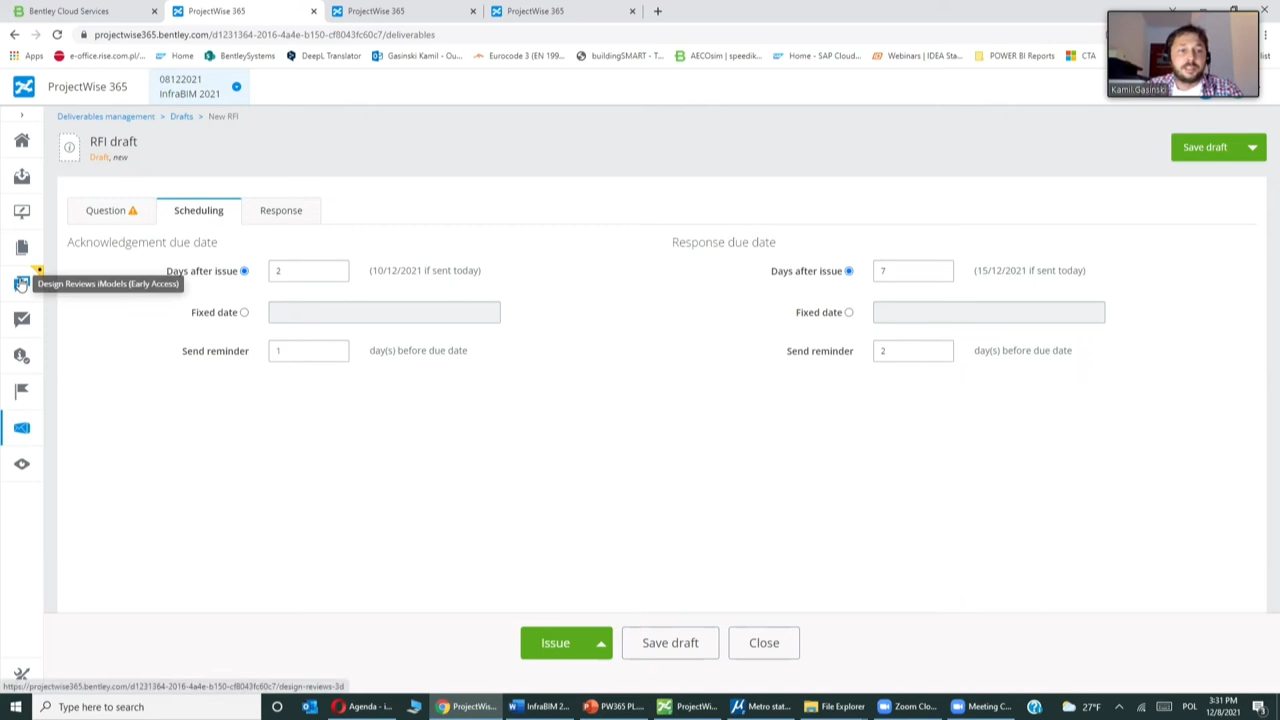 Bentley Cloud Services
ProjectWise 365
ProjectWise 365
ProjectWise 365
projectwise365.bentley.com/d1231364-2016-4a4e-b150-cf8043fc60c7/deliverables
Apps
e-office.rise.com.pl/...
Home
BentleySystems
DeepL Translator
Gasinski Kamil - Ou...
Eurocode 3 (EN 199...
buildingSMART - T...
AECOsim | speedik...
Home - SAP Cloud...
Webinars | IDEA Sta...
POWER BI Reports
CTA
list
Kamil.Gasinski
ProjectWise 365
08122021
InfraBIM 2021
Deliverables management > Drafts > New RFI
RFI draft
Draft, new
Save draft
Question
Scheduling
Response
Acknowledgement due date
Response due date
Days after issue
2
(10/12/2021 if sent today)
Days after issue
7
(15/12/2021 if sent today)
Design Reviews iModels (Early Access)
Fixed date
Fixed date
Send reminder
1
day(s) before due date
Send reminder
2
day(s) before due date
Issue
Save draft
Close
https://projectwise365.bentley.com/d1231364-2016-4a4e-b150-cf8043fc60c7/design-reviews-3d
Type here to search
Agenda - i...
ProjectWis...
InfraBIM 2...
PW365 PL...
ProjectWi...
Metro stat...
File Explorer
Zoom Clo...
Meeting C...
27°F
POL
3:31 PM
12/8/2021
3